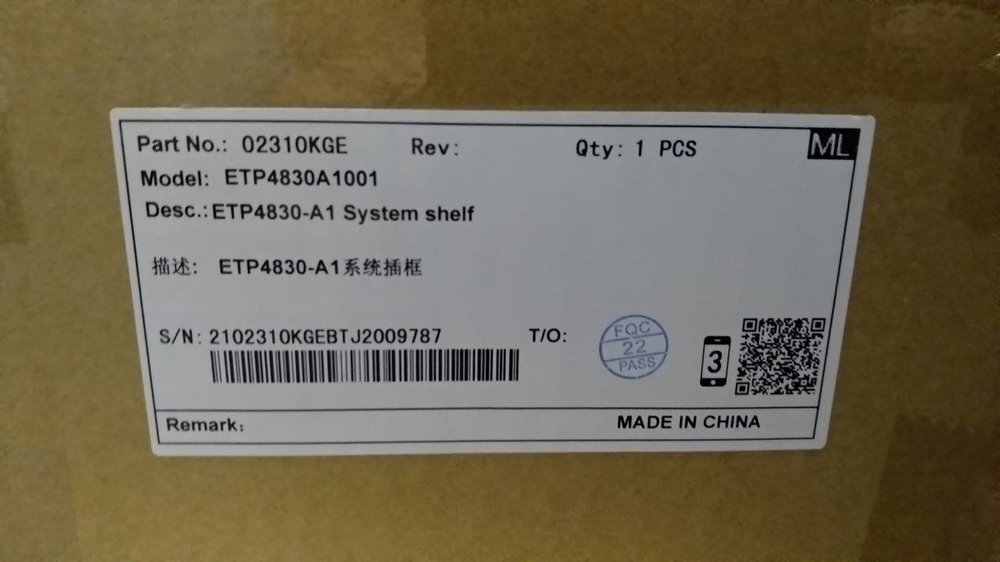 Part No.: 02310KGE Rev: Qty: 1 PCS ML
Model: ETP4830A1001
Desc.: ETP4830-A1 System shelf
描述: ETP4830-A1系统插框
S/N: 2102310KGEBTJ2009787 T/O:
FQC
22
PASS
3
Remark:
MADE IN CHINA